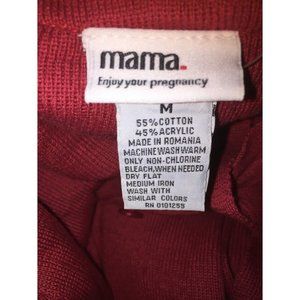 mama.
Enjoy your pregnancy
M
55% COTTON
45% ACRYLIC
MADE IN ROMANIA
MACHINE WASH WARM
ONLY NON-CHLORINE
BLEACH, WHEN NEEDED
DRY FLAT
MEDIUM IRON
WASH WITH
SIMILAR COLORS
RN 0101255